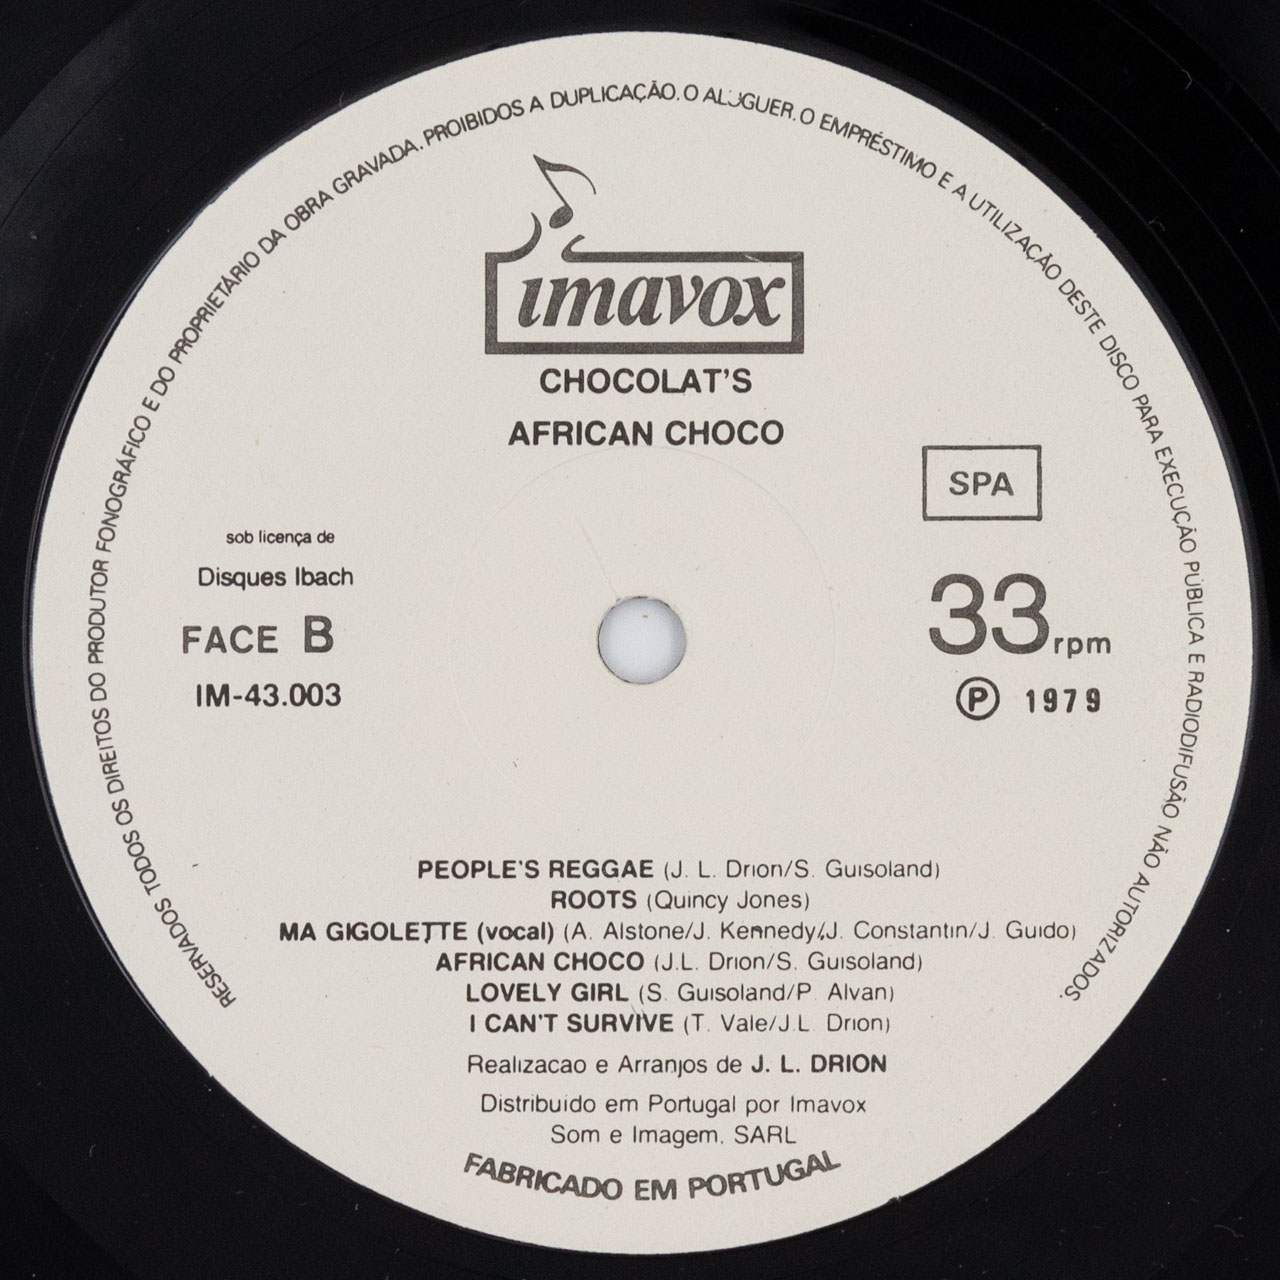 RESERVADOS TODOS OS DIREITOS DO PRODUTOR FONOGRÁFICO E DO PROPRIETÁRIO DA OBRA GRAVADA. PROIBIDOS A DUPLICAÇÃO. O ALUGUER. O EMPRÉSTIMO E A UTILIZAÇÃO DESTE DISCO PARA EXECUÇÃO PÚBLICA E RADIODIFUSÃO NÃO AUTORIZADOS.
imavox
CHOCOLAT'S
AFRICAN CHOCO
SPA
sob licença de
Disques Ibach
FACE B
IM-43.003
33 rpm
Ⓟ 1979
PEOPLE'S REGGAE (J. L. Drion/S. Guisoland)
ROOTS (Quincy Jones)
MA GIGOLETTE (vocal) (A. Alstone/J. Kennedy/J. Constantin/J. Guido)
AFRICAN CHOCO (J.L. Drion/S. Guisoland)
LOVELY GIRL (S. Guisoland/P. Alvan)
I CAN'T SURVIVE (T. Vale/J.L. Drion)
Realizacao e Arranjos de J. L. DRION
Distribuido em Portugal por Imavox
Som e Imagem. SARL
FABRICADO EM PORTUGAL